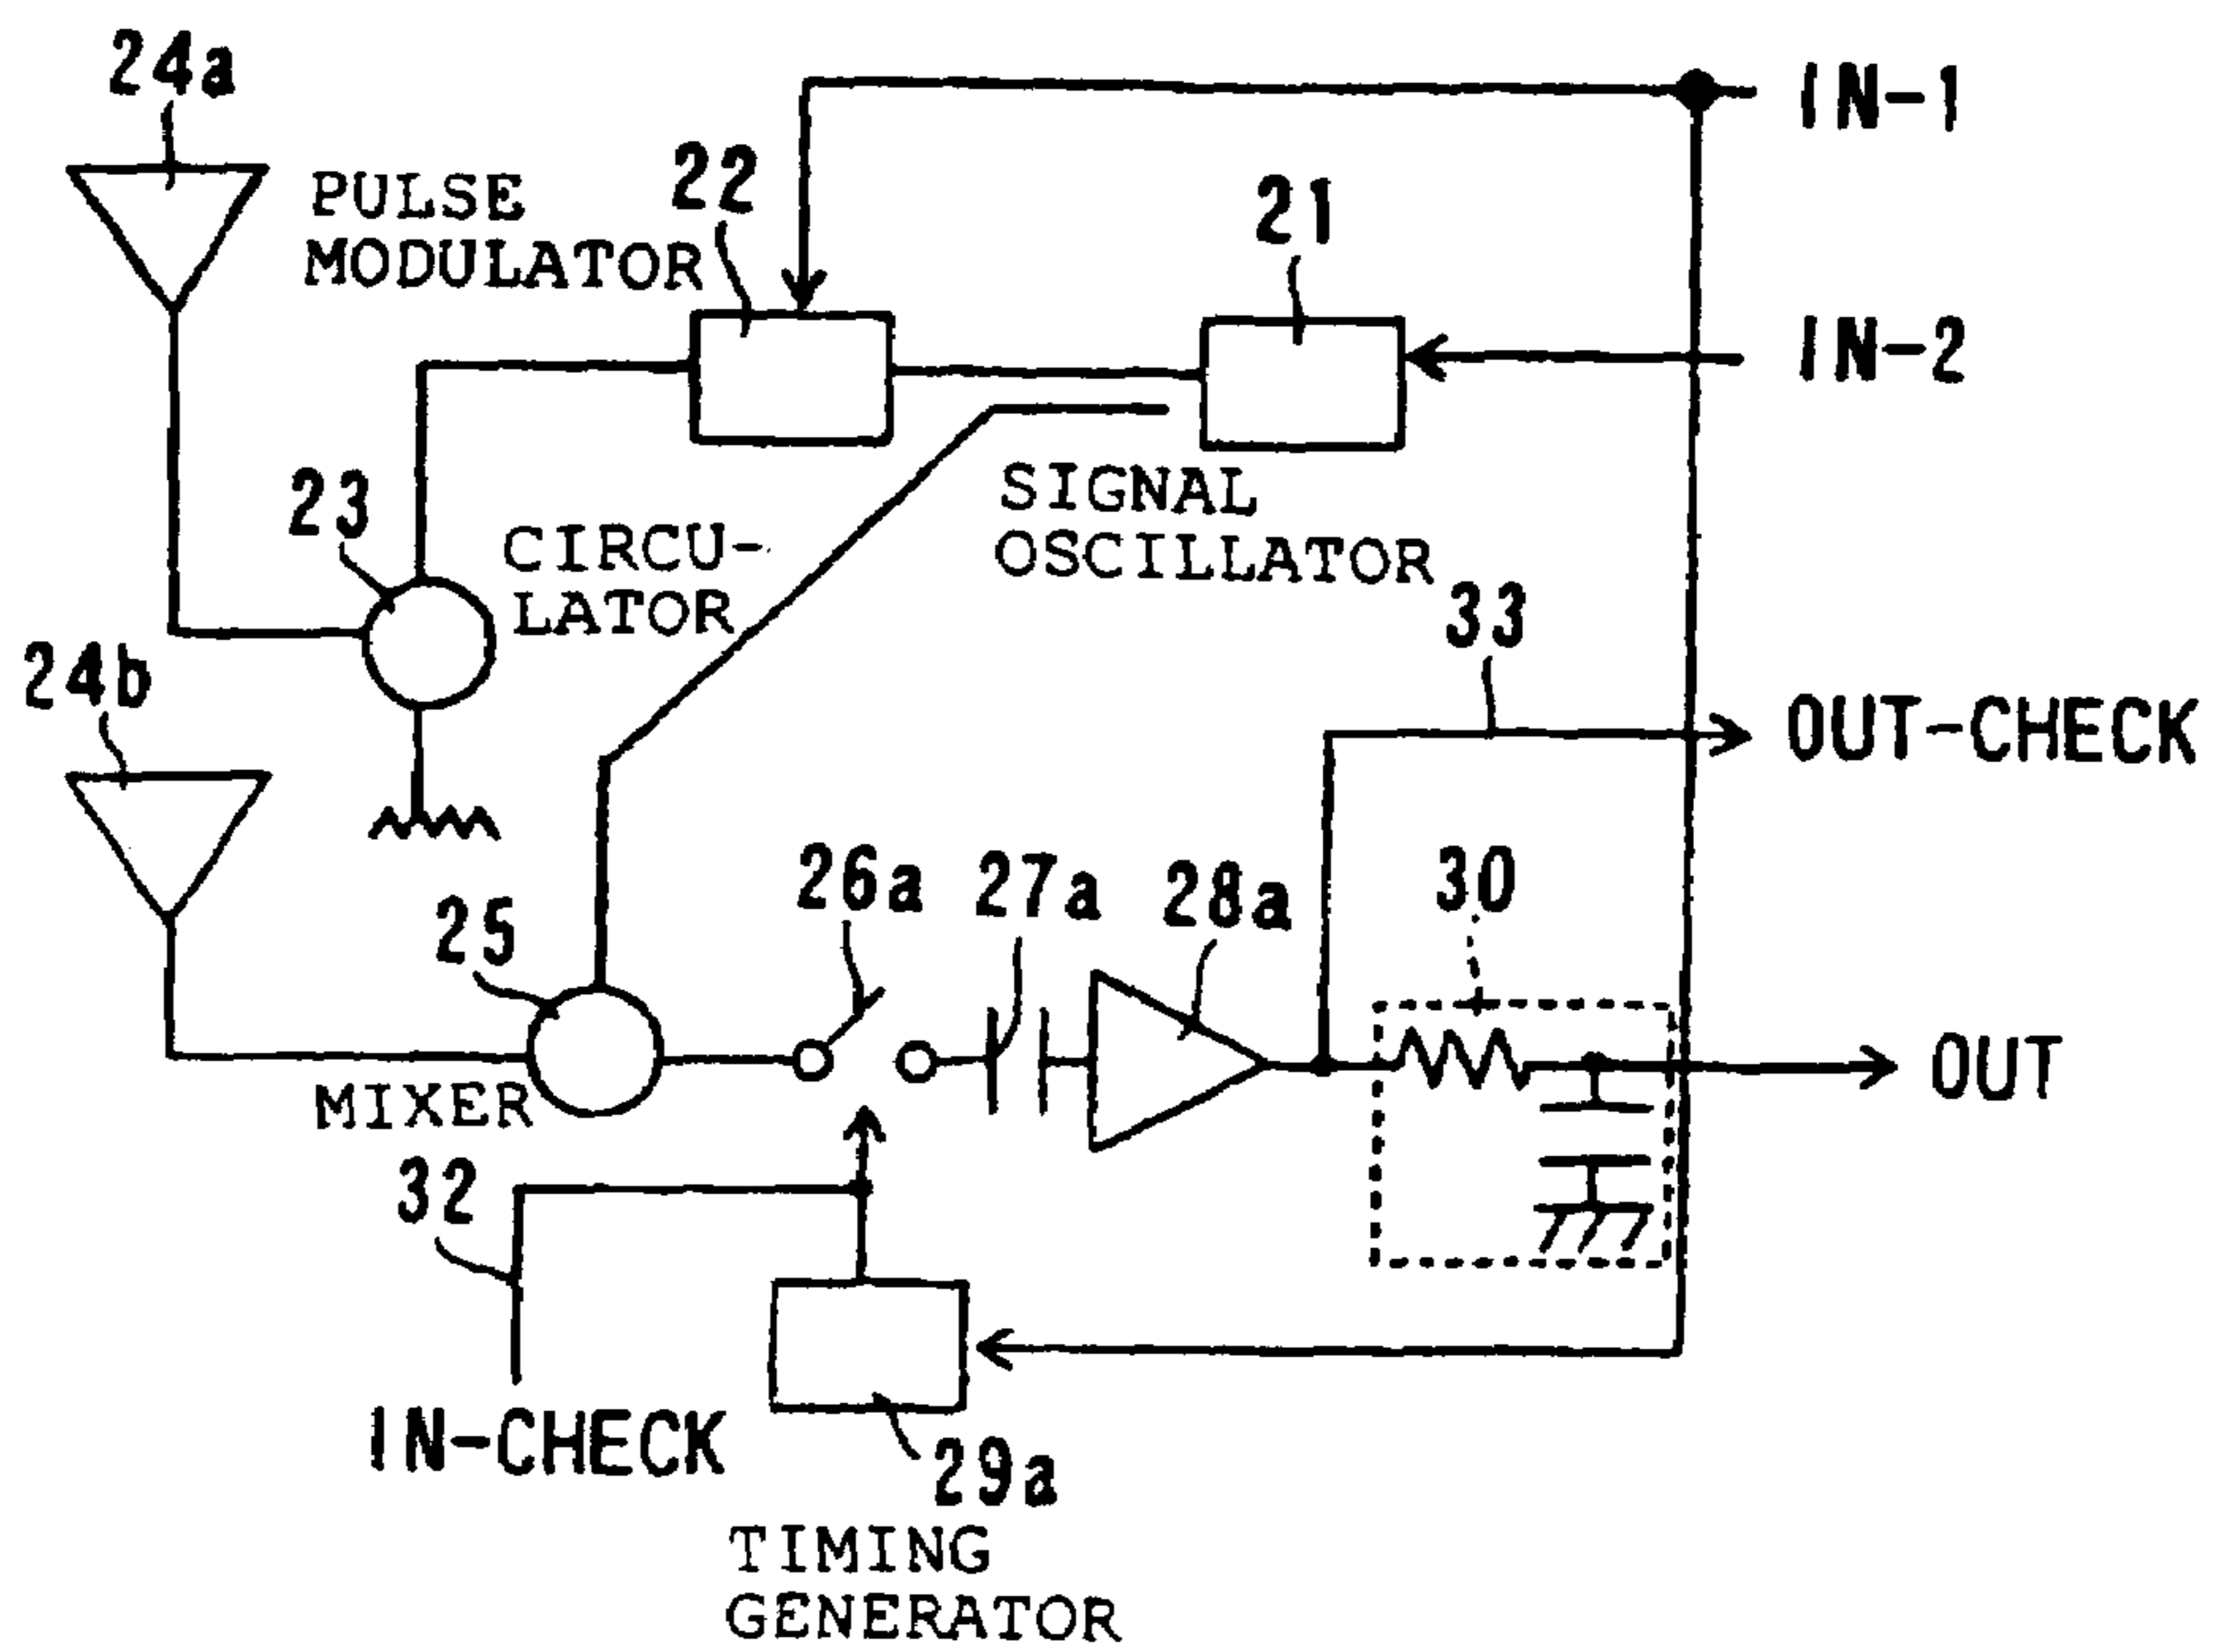 24a
IN-1
PULSE
MODULATOR
22
21
IN-2
SIGNAL
OSCILLATOR
23
CIRCU-
LATOR
33
24b
OUT-CHECK
25
26a
27a
28a
30
OUT
MIXER
32
IN-CHECK
29a
TIMING
GENERATOR